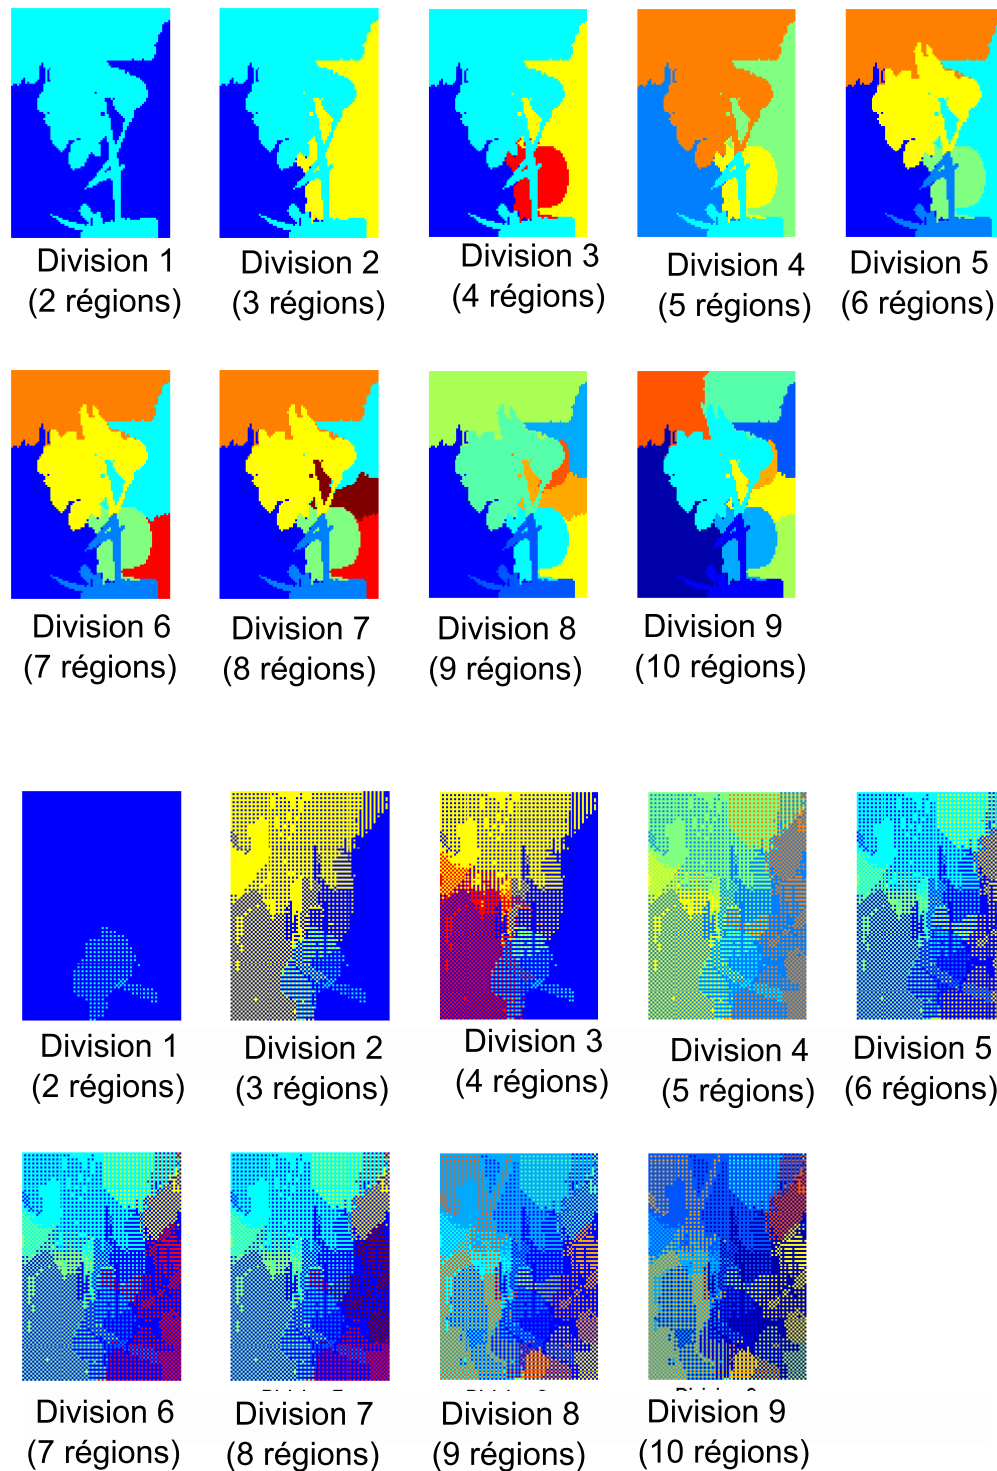 Division 1
(2 régions)
Division 2
(3 régions)
Division 3
(4 régions)
Division 4
(5 régions)
Division 5
(6 régions)
Division 6
(7 régions)
Division 7
(8 régions)
Division 8
(9 régions)
Division 9
(10 régions)
Division 1
(2 régions)
Division 2
(3 régions)
Division 3
(4 régions)
Division 4
(5 régions)
Division 5
(6 régions)
Division 6
(7 régions)
Division 7
(8 régions)
Division 8
(9 régions)
Division 9
(10 régions)